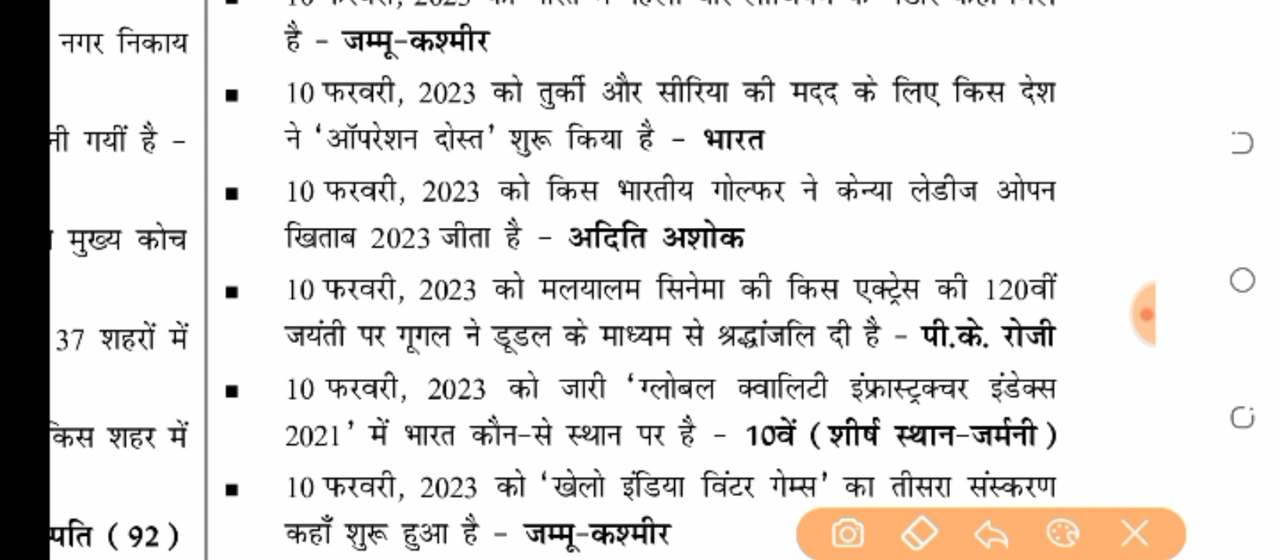 नगर निकाय
नी गयीं है -
मुख्य कोच
37 शहरों में
किस शहर में
पति ( 92 )
है - जम्मू-कश्मीर
▪ 10 फरवरी, 2023 को तुर्की और सीरिया की मदद के लिए किस देश
ने ‘ऑपरेशन दोस्त’ शुरू किया है - भारत
▪ 10 फरवरी, 2023 को किस भारतीय गोल्फर ने केन्या लेडीज ओपन
खिताब 2023 जीता है - अदिति अशोक
▪ 10 फरवरी, 2023 को मलयालम सिनेमा की किस एक्ट्रेस की 120वीं
जयंती पर गूगल ने डूडल के माध्यम से श्रद्धांजलि दी है - पी.के. रोजी
▪ 10 फरवरी, 2023 को जारी ‘ग्लोबल क्वालिटी इंफ्रास्ट्रक्चर इंडेक्स
2021’ में भारत कौन-से स्थान पर है - 10वें ( शीर्ष स्थान-जर्मनी )
▪ 10 फरवरी, 2023 को ‘खेलो इंडिया विंटर गेम्स’ का तीसरा संस्करण
कहाँ शुरू हुआ है - जम्मू-कश्मीर